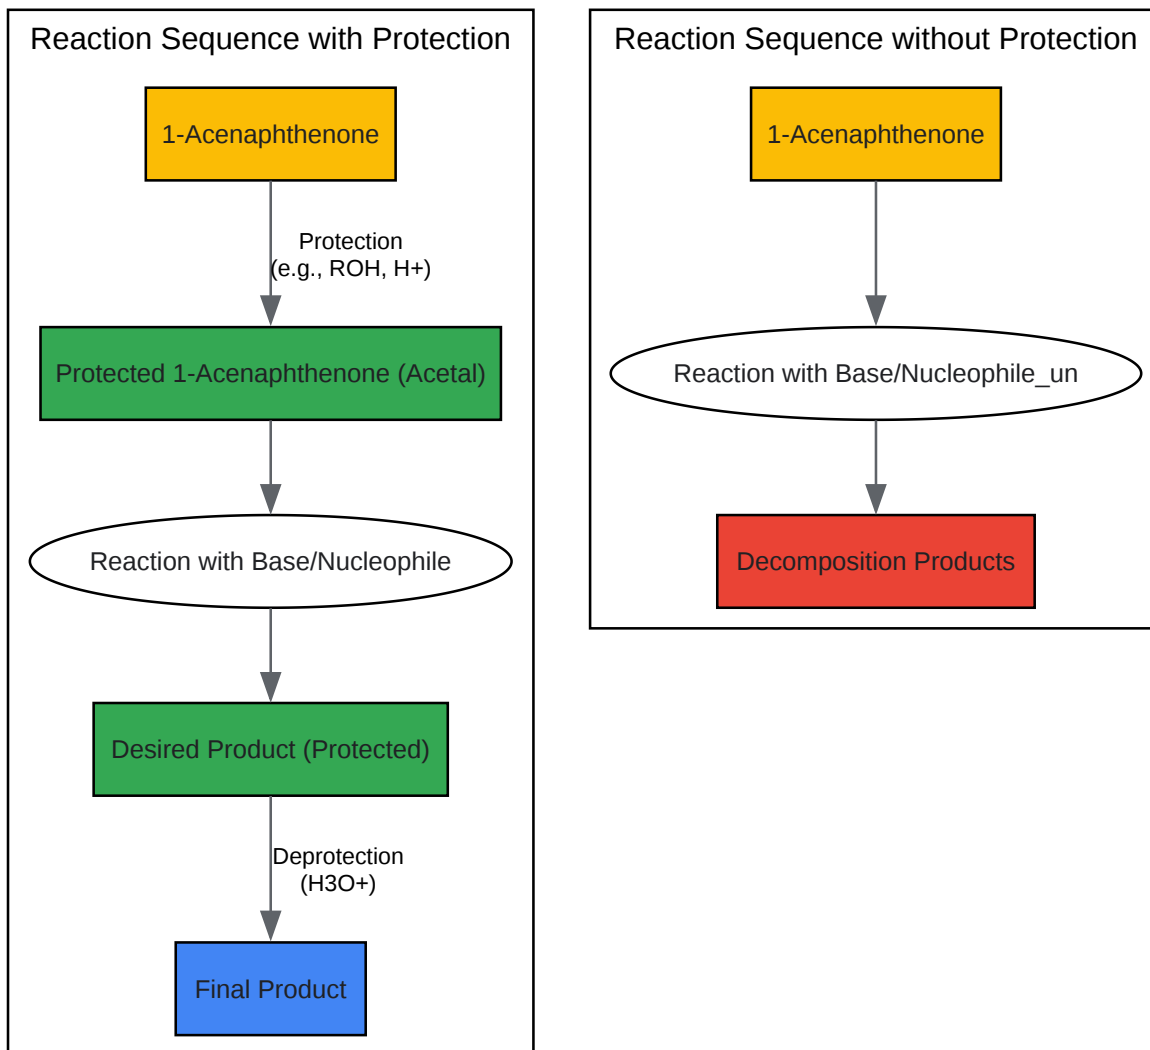 Reaction Sequence with Protection
1-Acenaphthenone
Protection
(e.g., ROH, H+)
Protected 1-Acenaphthenone (Acetal)
Reaction with Base/Nucleophile
Desired Product (Protected)
Deprotection
(H3O+)
Final Product
Reaction Sequence without Protection
1-Acenaphthenone
Reaction with Base/Nucleophile_un
Decomposition Products